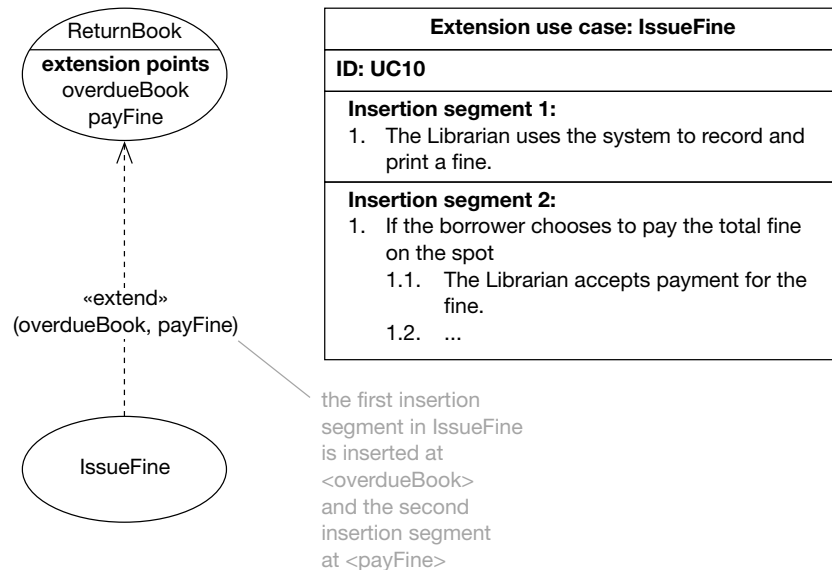 ReturnBook
extension points
overdueBook
payFine
«extend»
(overdueBook, payFine)
IssueFine
Extension use case: IssueFine
ID: UC10
Insertion segment 1:
1. The Librarian uses the system to record and
print a fine.
Insertion segment 2:
1. If the borrower chooses to pay the total fine
on the spot
1.1. The Librarian accepts payment for the
fine.
1.2. ...
the first insertion
segment in IssueFine
is inserted at
<overdueBook>
and the second
insertion segment
at <payFine>